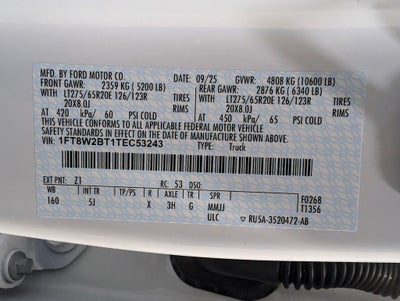 MFD. BY FORD MOTOR CO. 09/25 GVWR: 4808 KG (10600 LB)
FRONT GAWR: 2359 KG (5200 LB) REAR GAWR: 2876 KG (6340 LB)
WITH LT275/65R20E 126/123R WITH LT275/65R20E 126/123R
20X8.0J 20X8.0J
AT 420 kPa/ 60 PSI COLD AT 450 kPa/ 65 PSI COLD
THIS VEHICLE CONFORMS TO ALL APPLICABLE FEDERAL MOTOR VEHICLE
SAFETY STANDARDS IN EFFECT ON THE DATE OF MANUFACTURE SHOWN ABOVE.
VIN: 1FT8W2BT1TEC53243 TYPE: Truck
EXT PNT: Z1 RC: 53 DSO: F0268
WB INT TR TP/PS R AXLE TR SPR T1356
160 5J X 3H G MMJJ
ULC ▽ RU5A-3520472-AB